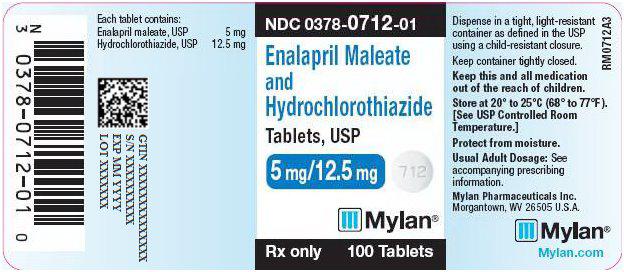 N
3 0378-0712-01 0
Each tablet contains:
Enalapril maleate, USP 5 mg
Hydrochlorothiazide, USP 12.5 mg
GTIN XXXXXXXXXXXXXX
S/N XXXXXXXXXX
EXP MM YYYY
LOT XXXXXX
NDC 0378-0712-01
Enalapril Maleate
and
Hydrochlorothiazide
Tablets, USP
5 mg/12.5 mg
712
Mylan®
Rx only 100 Tablets
Dispense in a tight, light-resistant
container as defined in the USP
using a child-resistant closure.
Keep container tightly closed.
Keep this and all medication
out of the reach of children.
Store at 20° to 25°C (68° to 77°F).
[See USP Controlled Room
Temperature.]
Protect from moisture.
Usual Adult Dosage: See
accompanying prescribing
information.
Mylan Pharmaceuticals Inc.
Morgantown, WV 26505 U.S.A.
Mylan®
Mylan.com
RM0712A3